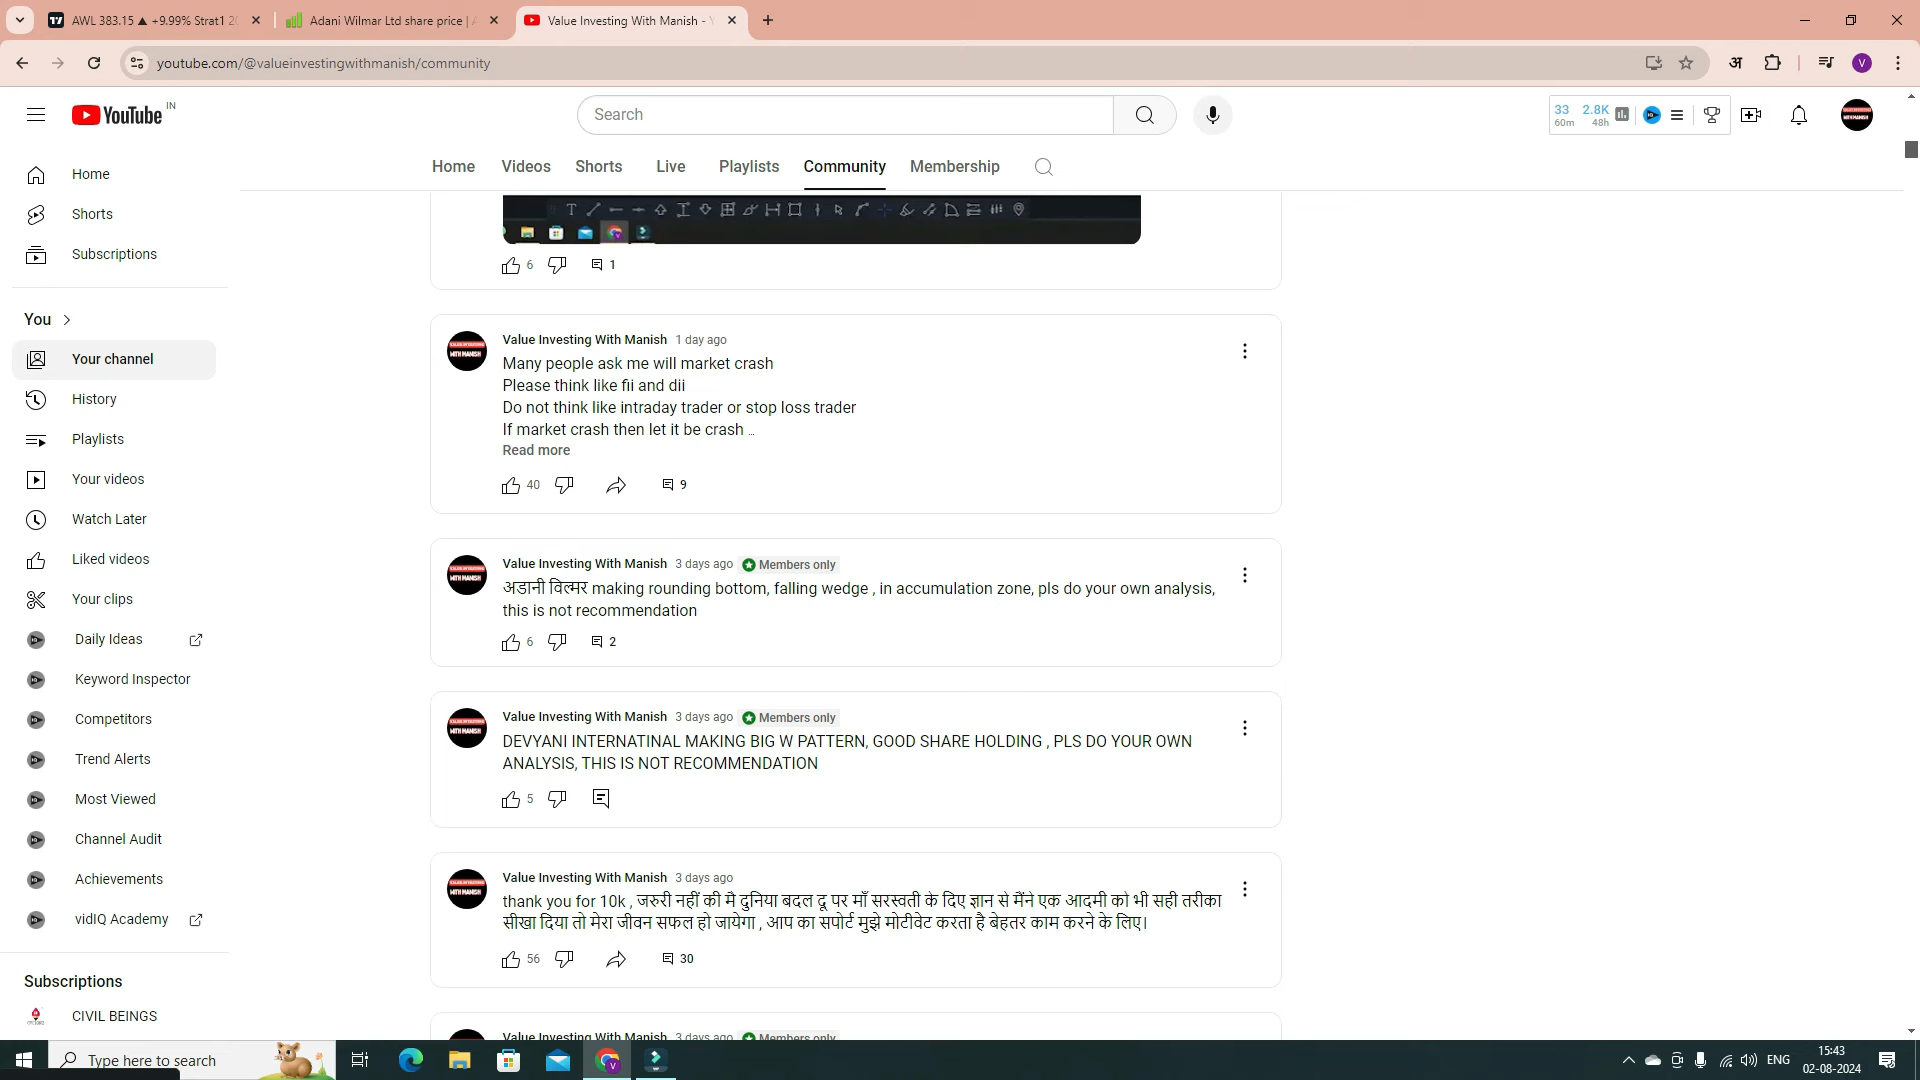 AWL 383.15 ▲ +9.99% Strat1
Adani Wilmar Ltd share price |
Value Investing With Manish -
youtube.com/@valueinvestingwithmanish/community
अ
V
YouTube IN
Search
33 60m
2.8K 48h
Home
Videos
Shorts
Live
Playlists
Community
Membership
Home
Shorts
Subscriptions
You
Your channel
History
Playlists
Your videos
Watch Later
Liked videos
Your clips
Daily Ideas
Keyword Inspector
Competitors
Trend Alerts
Most Viewed
Channel Audit
Achievements
vidIQ Academy
Subscriptions
CIVIL BEINGS
6
1
Value Investing With Manish 1 day ago
Many people ask me will market crash
Please think like fii and dii
Do not think like intraday trader or stop loss trader
If market crash then let it be crash ...
Read more
40
9
Value Investing With Manish 3 days ago Members only
अडानी विल्मर making rounding bottom, falling wedge , in accumulation zone, pls do your own analysis,
this is not recommendation
6
2
Value Investing With Manish 3 days ago Members only
DEVYANI INTERNATINAL MAKING BIG W PATTERN, GOOD SHARE HOLDING , PLS DO YOUR OWN
ANALYSIS, THIS IS NOT RECOMMENDATION
5
Value Investing With Manish 3 days ago
thank you for 10k , जरुरी नहीं की मै दुनिया बदल दू पर माँ सरस्वती के दिए ज्ञान से मैंने एक आदमी को भी सही तरीका
सीखा दिया तो मेरा जीवन सफल हो जायेगा , आप का सपोर्ट मुझे मोटीवेट करता है बेहतर काम करने के लिए।
56
30
Value Investing With Manish 3 days ago Members only
Type here to search
ENG
15:43
02-08-2024